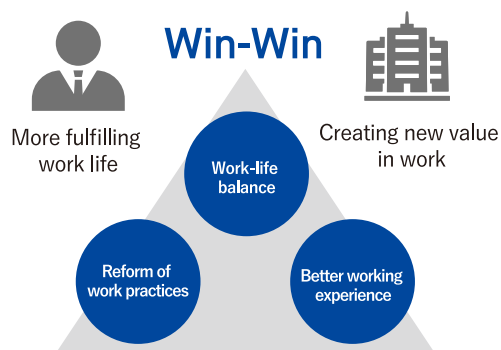 Win-Win
More fulfilling
work life
Creating new value
in work
Work-life
balance
Reform of
work practices
Better working
experience